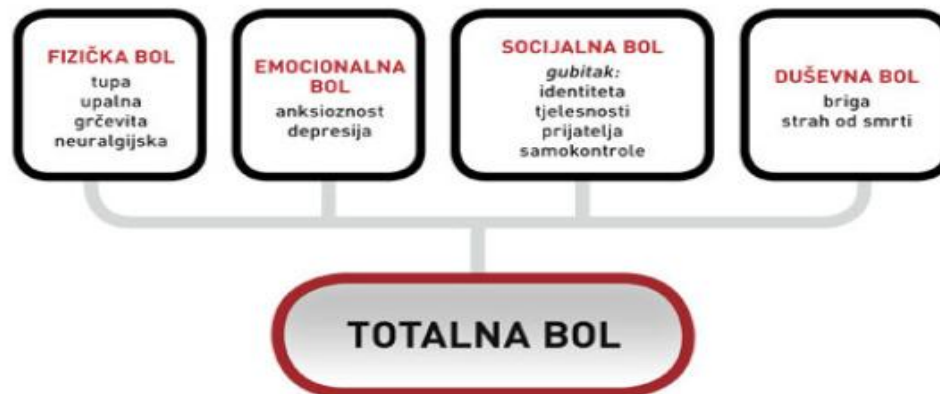 FIZIČKA BOL
tupa
upalna
grčevita
neuralgijska
EMOCIONALNA
BOL
anksioznost
depresija
SOCIJALNA BOL
gubitak:
identiteta
tjelesnosti
prijatelja
samokontrole
DUŠEVNA BOL
briga
strah od smrti
TOTALNA BOL